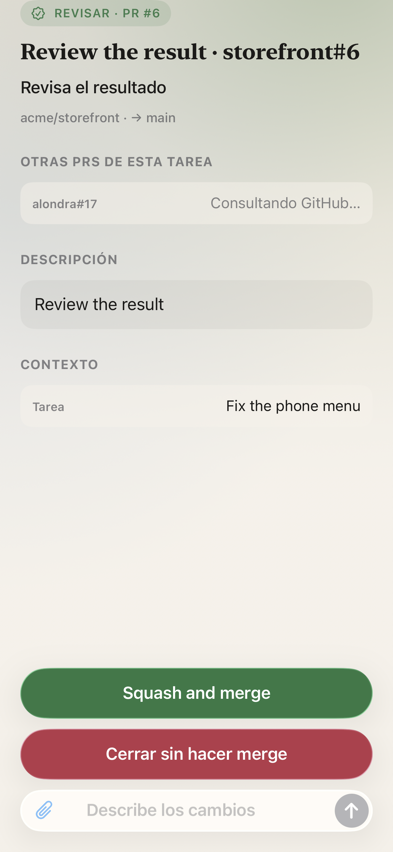 REVISAR · PR #6
Review the result · storefront#6
Revisa el resultado
acme/storefront · → main
OTRAS PRS DE ESTA TAREA
alondra#17 Consultando GitHub...
DESCRIPCIÓN
Review the result
CONTEXTO
Tarea Fix the phone menu
Squash and merge
Cerrar sin hacer merge
Describe los cambios